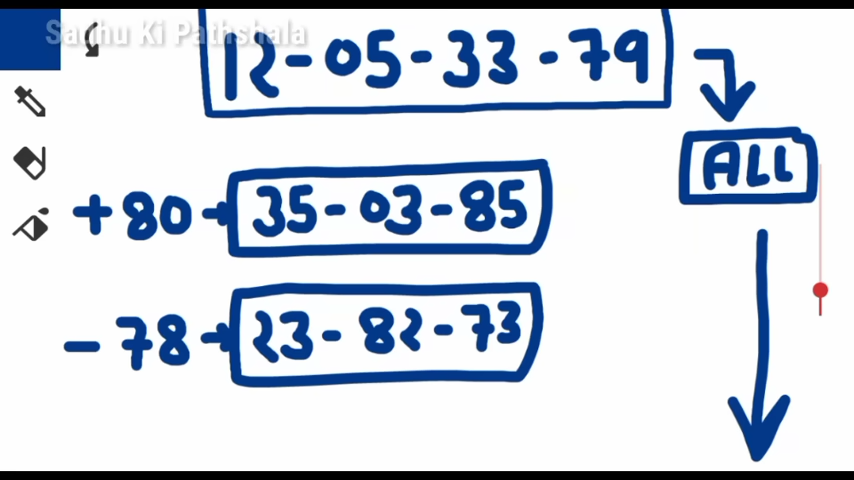 Sadhu Ki Pathshala
12-05-33-79
ALL
+80→35-03-85
-78→23-82-73